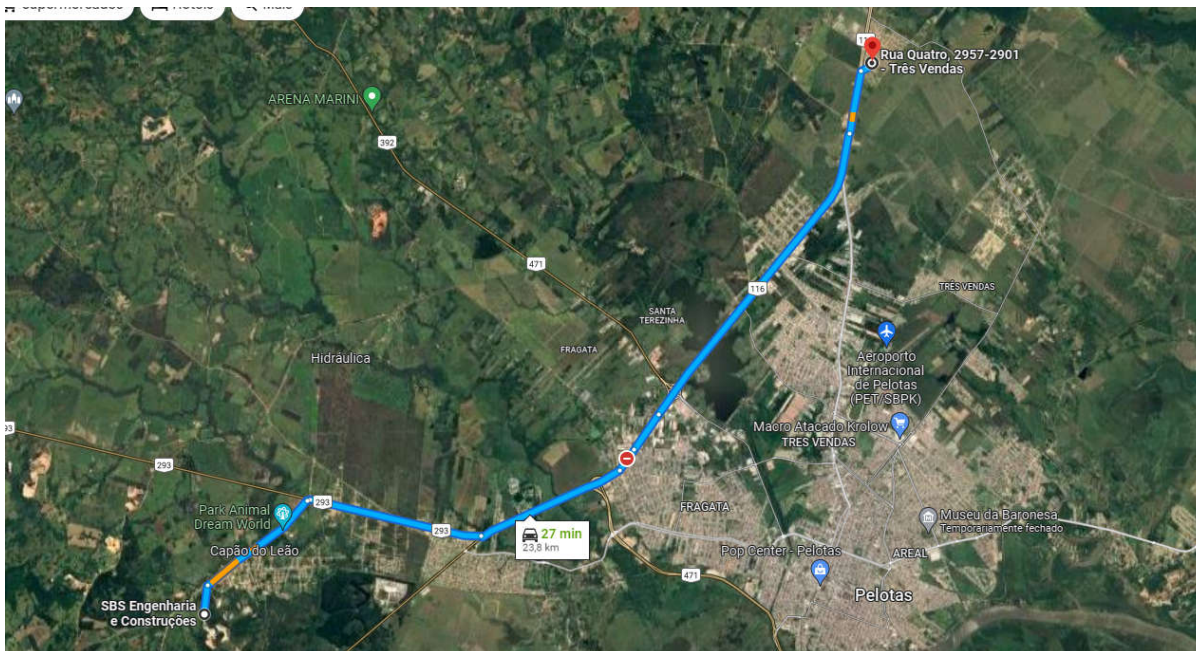 Supermercados
Hotéis
Mais
Rua Quatro, 2957-2901
- Três Vendas
116
ARENA MARINI
392
471
116
TRES VENDAS
SANTA
TEREZINHA
FRAGATA
Hidráulica
Aeroporto
Internacional
de Pelotas
(PET/SBPK)
Macro Atacado Krolow
TRES VENDAS
293
293
293
293
Park Animal
Dream World
Capão do Leão
27 min
23,8 km
FRAGATA
Museu da Baronesa
Temporariamente fechado
Pop Center - Pelotas
AREAL
471
Pelotas
SBS Engenharia
e Construções